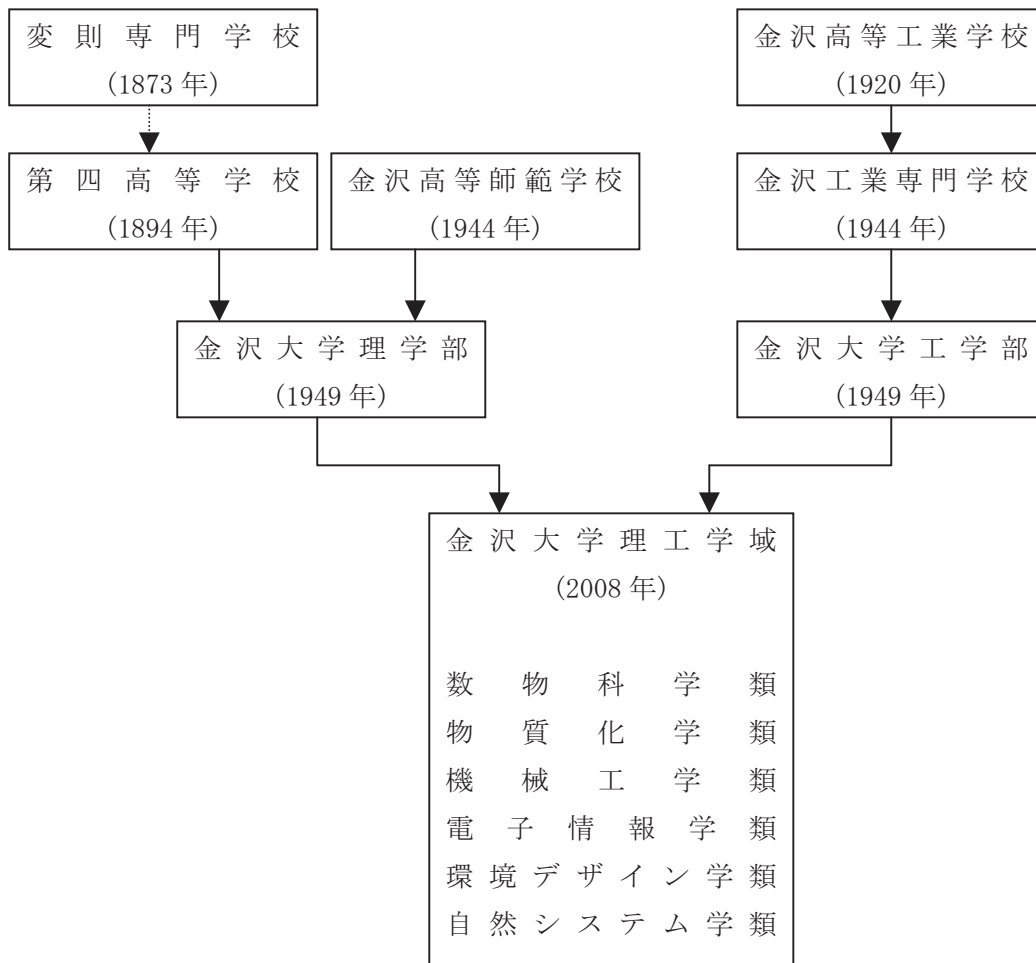 変則専門学校
(1873年)
金沢高等工業学校
(1920年)
第四高等学校
(1894年)
金沢高等師範学校
(1944年)
金沢工業専門学校
(1944年)
金沢大学理学部
(1949年)
金沢大学工学部
(1949年)
金沢大学理工学域
(2008年)
数物科学類
物質化学類
機械工学類
電子情報学類
環境デザイン学類
自然システム学類